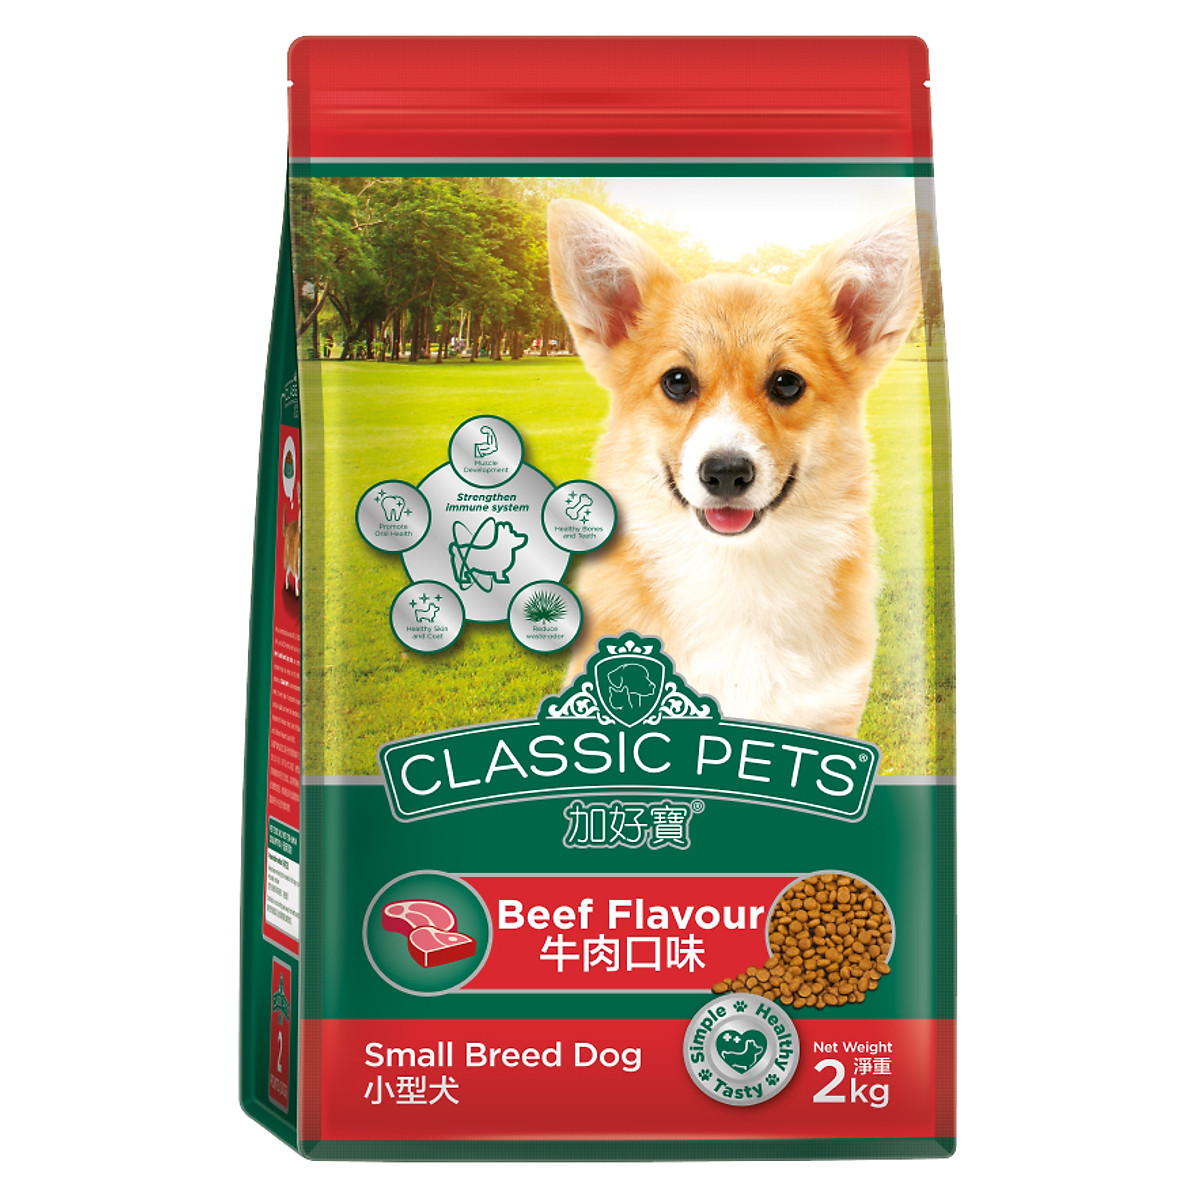 Muscle
Development
Strengthen
immune system
Promote
Oral Health
Healthy Bones
and Teeth
Healthy Skin
and Coat
Reduce
waste odor
CLASSIC PETS®
加好寶®
Beef Flavour
牛肉口味
Simple Healthy Tasty
Small Breed Dog
小型犬
Net Weight
淨重
2kg
2